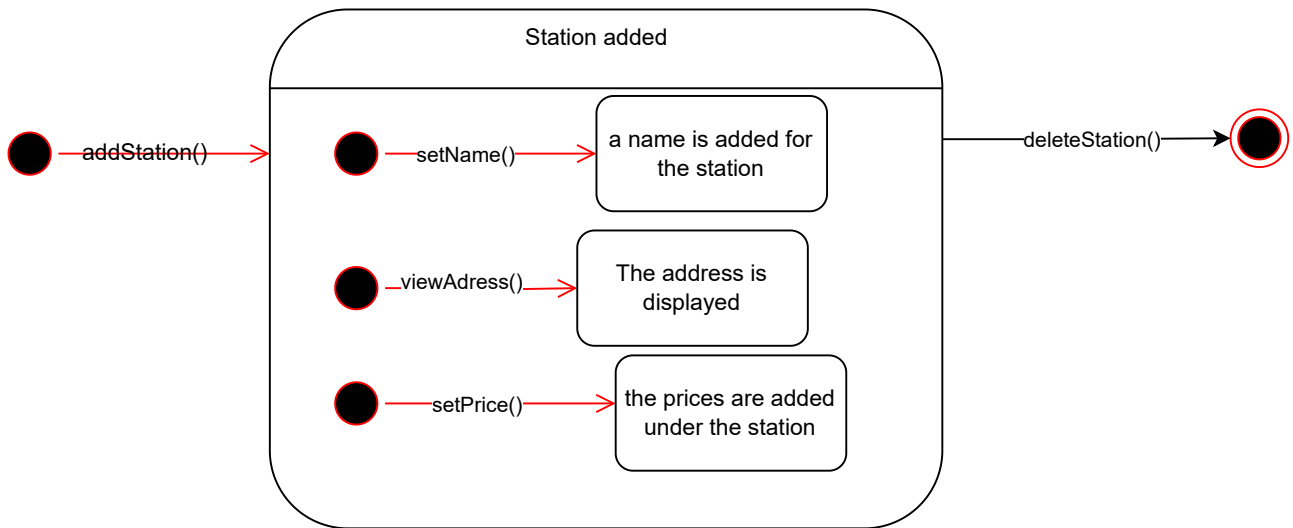 Station added
addStation()
setName()
a name is added for
the station
deleteStation()
viewAdress()
The address is
displayed
setPrice()
the prices are added
under the station